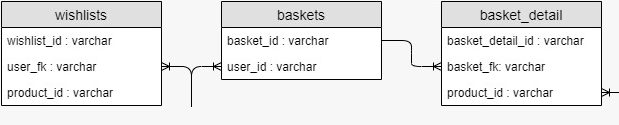 wishlists
wishlist_id : varchar
user_fk : varchar
product_id : varchar
baskets
basket_id : varchar
user_id : varchar
basket_detail
basket_detail_id : varchar
basket_fk: varchar
product_id : varchar